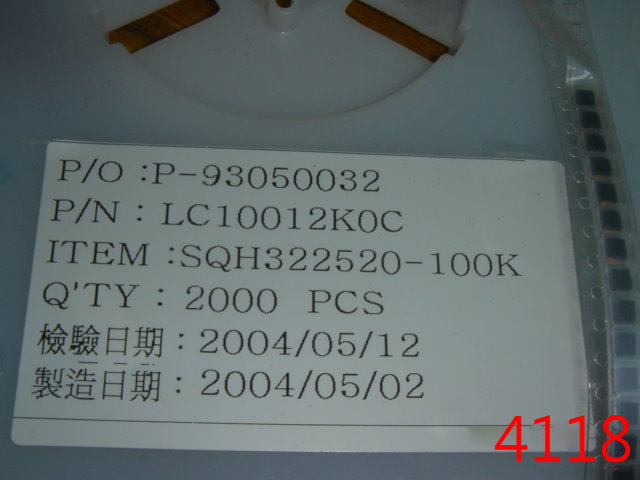 P/O :P-93050032
P/N : LC10012K0C
ITEM :SQH322520-100K
Q'TY : 2000 PCS
檢驗日期 : 2004/05/12
製造日期 : 2004/05/02
4118